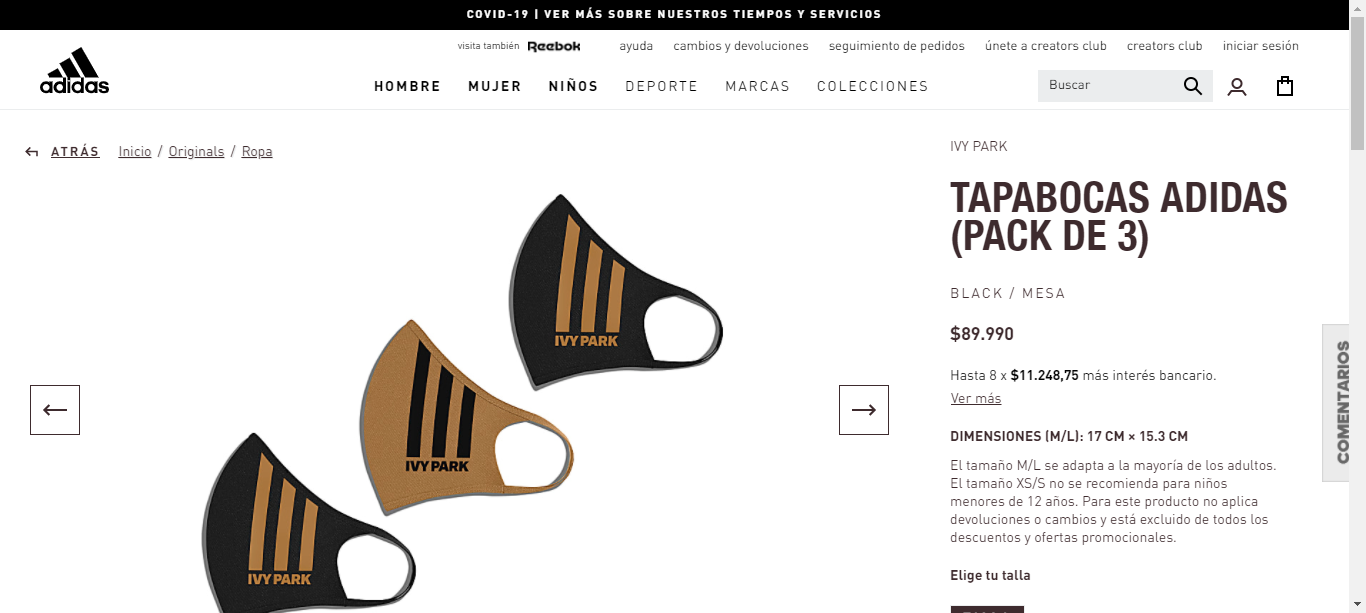 COVID-19 | VER MÁS SOBRE NUESTROS TIEMPOS Y SERVICIOS
visita también Reebok ayuda cambios y devoluciones seguimiento de pedidos únete a creators club creators club iniciar sesión
adidas
HOMBRE MUJER NIÑOS DEPORTE MARCAS COLECCIONES
Buscar
ATRÁS Inicio / Originals / Ropa
IVY PARK
TAPABOCAS ADIDAS
(PACK DE 3)
BLACK / MESA
$89.990
Hasta 8 x $11.248,75 más interés bancario.
Ver más
DIMENSIONES (M/L): 17 CM × 15.3 CM
El tamaño M/L se adapta a la mayoría de los adultos.
El tamaño XS/S no se recomienda para niños
menores de 12 años. Para este producto no aplica
devoluciones o cambios y está excluido de todos los
descuentos y ofertas promocionales.
Elige tu talla
IVY PARK
IVY PARK
IVY PARK
COMENTARIOS